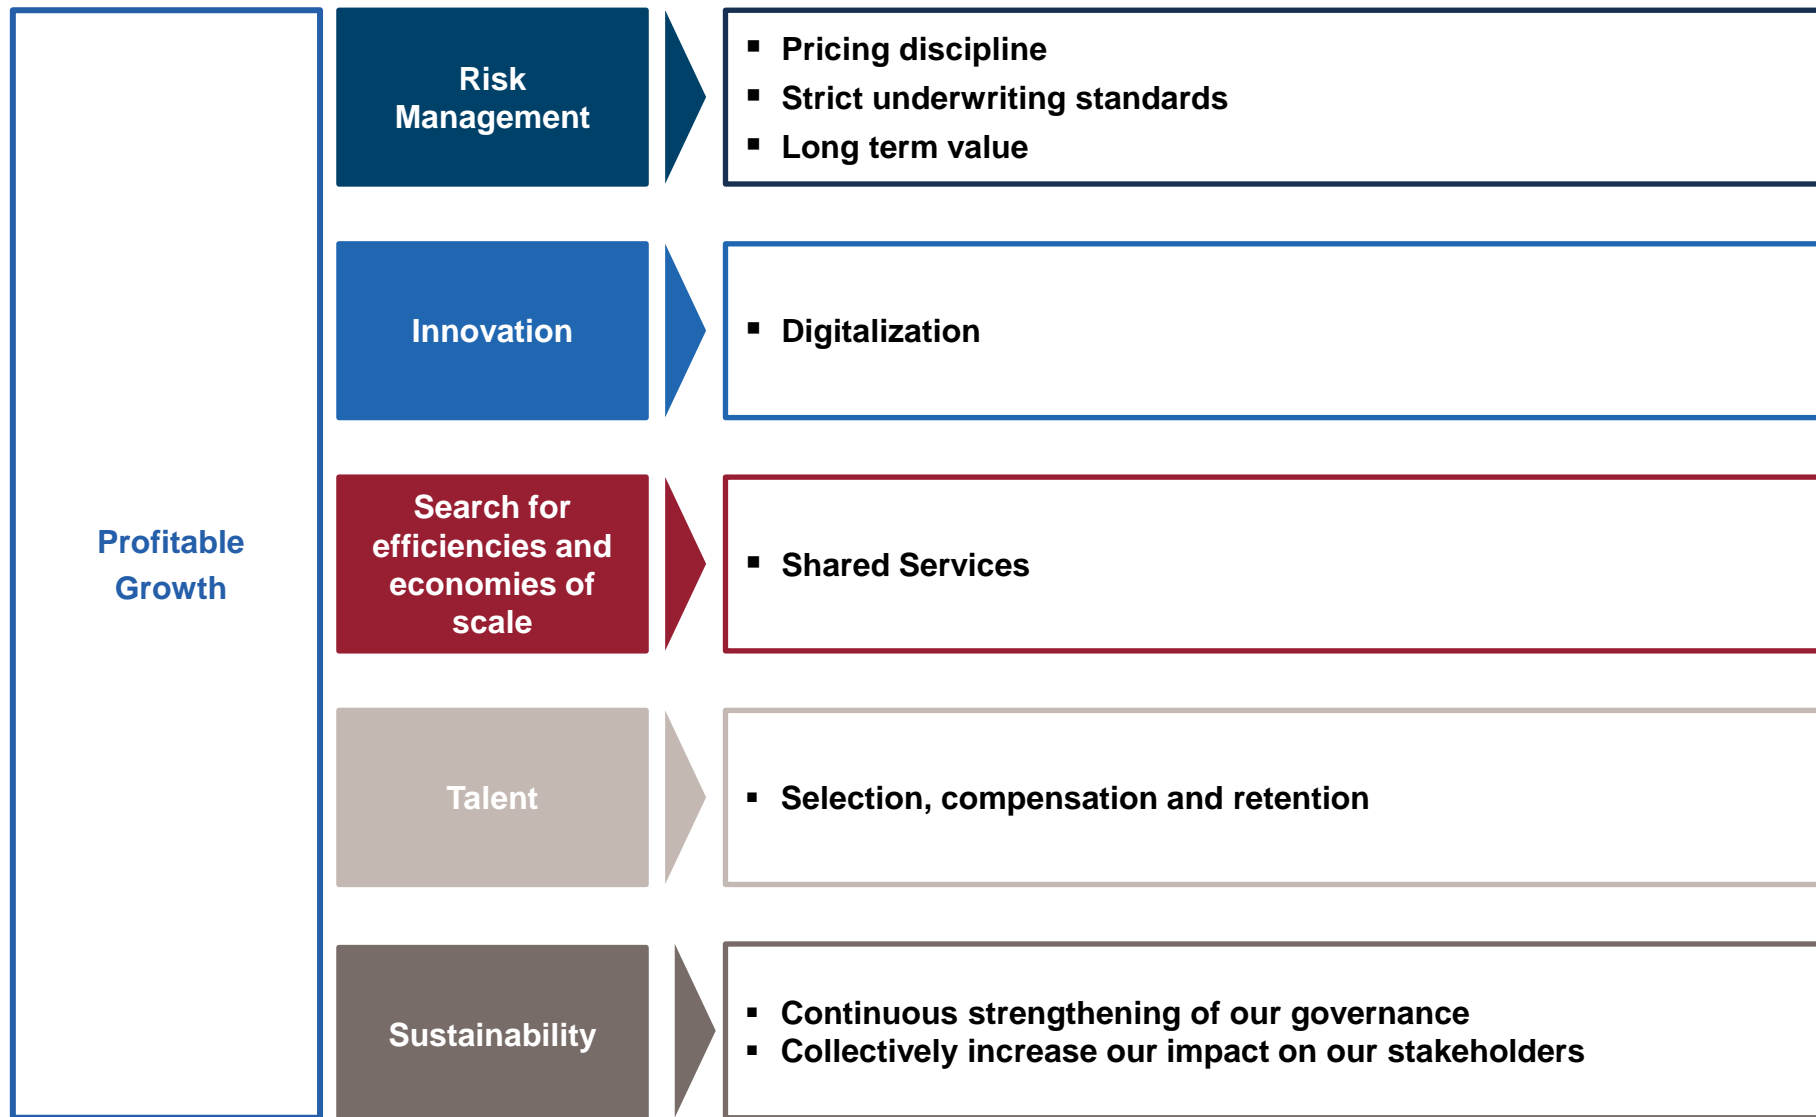 Profitable
Growth
Risk
Management
▪ Pricing discipline
▪ Strict underwriting standards
▪ Long term value
Innovation
▪ Digitalization
Search for
efficiencies and
economies of
scale
▪ Shared Services
Talent
▪ Selection, compensation and retention
Sustainability
▪ Continuous strengthening of our governance
▪ Collectively increase our impact on our stakeholders